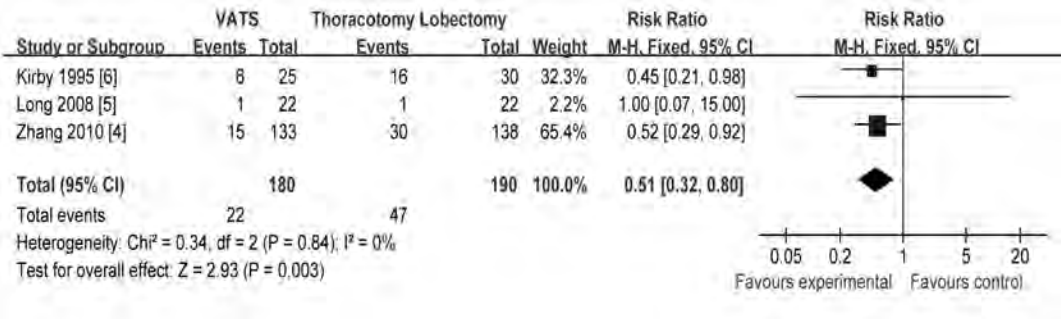 VATS Thoracotomy Lobectomy Risk Ratio Risk Ratio
Study or Subgroup Events Total Events Total Weight M-H, Fixed, 95% CI M-H, Fixed, 95% CI
Kirby 1995 [6] 6 25 16 30 32.3% 0.45 [0.21, 0.98]
Long 2008 [5] 1 22 1 22 2.2% 1.00 [0.07, 15.00]
Zhang 2010 [4] 15 133 30 138 65.4% 0.52 [0.29, 0.92]
Total (95% CI) 180 190 100.0% 0.51 [0.32, 0.80]
Total events 22 47
Heterogeneity: Chi² = 0.34, df = 2 (P = 0.84); I² = 0%
Test for overall effect: Z = 2.93 (P = 0.003)
0.05 0.2 1 5 20
Favours experimental Favours control